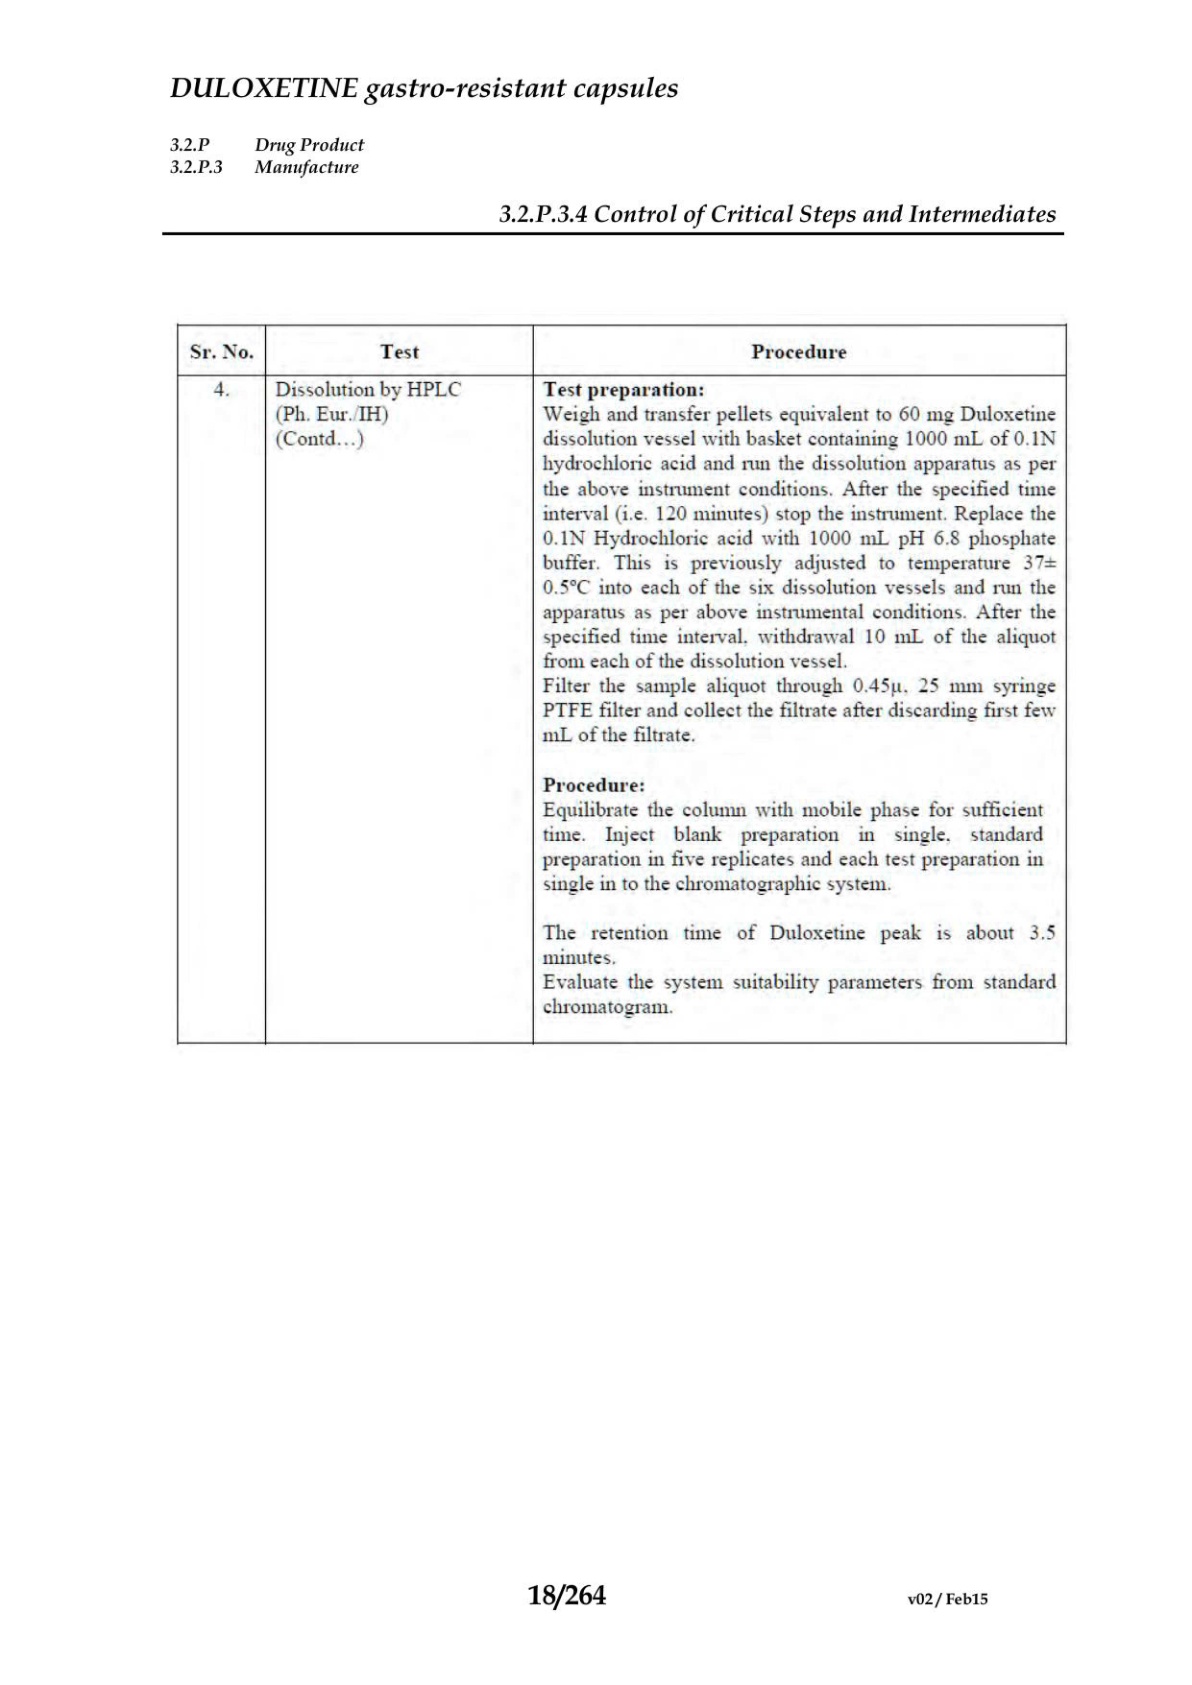 DULOXETINE gastro-resistant capsules
3.2.P Drug Product
3.2.P.3 Manufacture
3.2.P.3.4 Control of Critical Steps and Intermediates
Sr. No. Test Procedure
4. Dissolution by HPLC
(Ph. Eur./IH)
(Contd...)
Test preparation:
Weigh and transfer pellets equivalent to 60 mg Duloxetine
dissolution vessel with basket containing 1000 mL of 0.1N
hydrochloric acid and run the dissolution apparatus as per
the above instrument conditions. After the specified time
interval (i.e. 120 minutes) stop the instrument. Replace the
0.1N Hydrochloric acid with 1000 mL pH 6.8 phosphate
buffer. This is previously adjusted to temperature 37±
0.5°C into each of the six dissolution vessels and run the
apparatus as per above instrumental conditions. After the
specified time interval, withdrawal 10 mL of the aliquot
from each of the dissolution vessel.
Filter the sample aliquot through 0.45µ, 25 mm syringe
PTFE filter and collect the filtrate after discarding first few
mL of the filtrate.
Procedure:
Equilibrate the column with mobile phase for sufficient
time. Inject blank preparation in single, standard
preparation in five replicates and each test preparation in
single in to the chromatographic system.
The retention time of Duloxetine peak is about 3.5
minutes.
Evaluate the system suitability parameters from standard
chromatogram.
18/264
v02 / Feb15